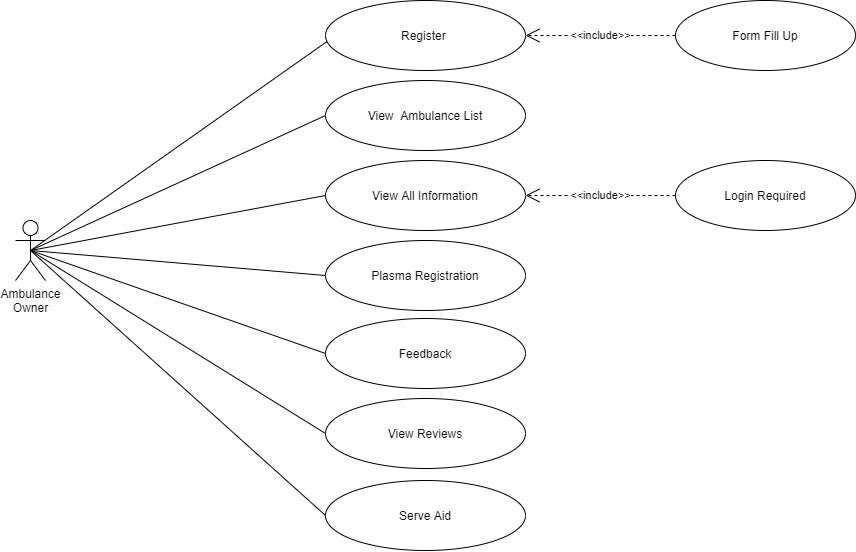 Register
<<include>>
Form Fill Up
View Ambulance List
View All Information
<<include>>
Login Required
Ambulance
Owner
Plasma Registration
Feedback
View Reviews
Serve Aid